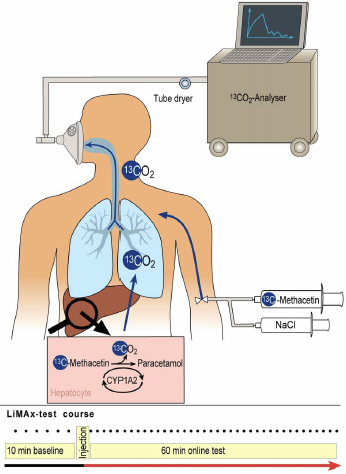 Tube dryer
13CO2-Analyser
13CO2
13CO2
13C-Methacetin
NaCl
13CO2
13C-Methacetin Paracetamol
CYP1A2
Hepatocyte
LiMAx-test course
10 min baseline
Injection
60 min online test